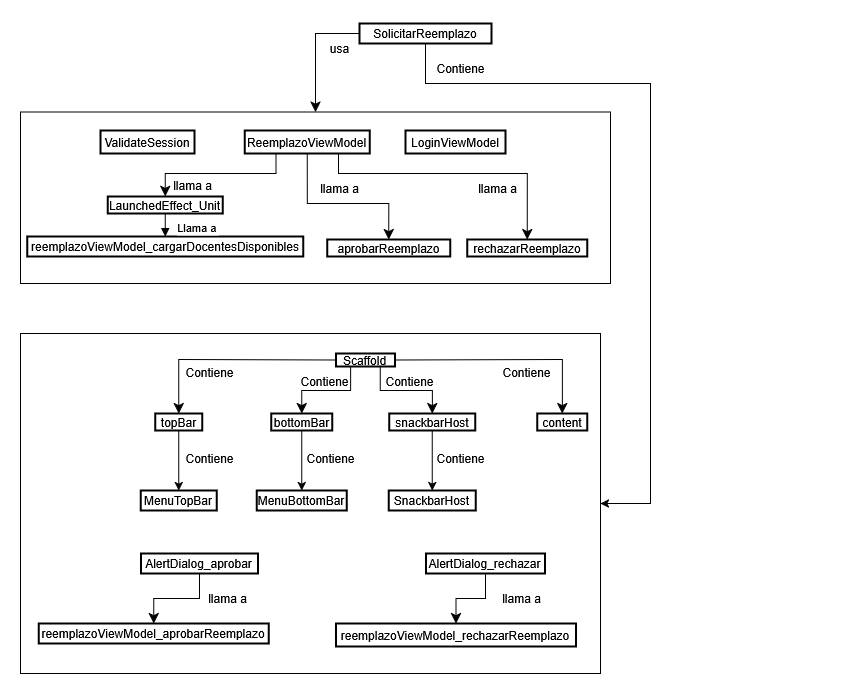 SolicitarReemplazo
usa
Contiene
ValidateSession
ReemplazoViewModel
LoginViewModel
llama a
llama a
llama a
LaunchedEffect_Unit
Llama a
reemplazoViewModel_cargarDocentesDisponibles
aprobarReemplazo
rechazarReemplazo
Scaffold
Contiene
Contiene
Contiene
Contiene
topBar
bottomBar
snackbarHost
content
Contiene
Contiene
Contiene
MenuTopBar
MenuBottomBar
SnackbarHost
AlertDialog_aprobar
AlertDialog_rechazar
llama a
llama a
reemplazoViewModel_aprobarReemplazo
reemplazoViewModel_rechazarReemplazo